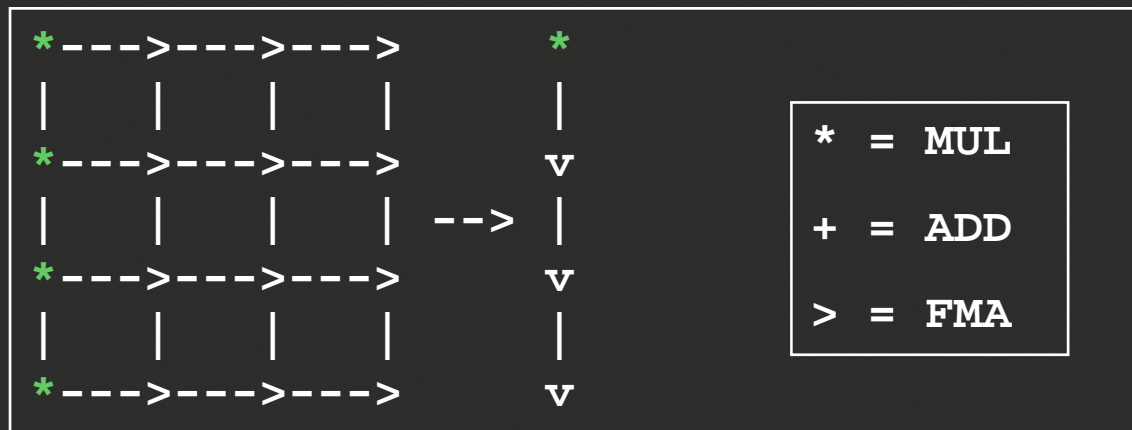 *--->--->--->      *
|    |    |    |      |
*--->--->--->      v
|    |    |    | --> |
*--->--->--->      v
|    |    |    |      |
*--->--->--->      v
* = MUL
+ = ADD
> = FMA